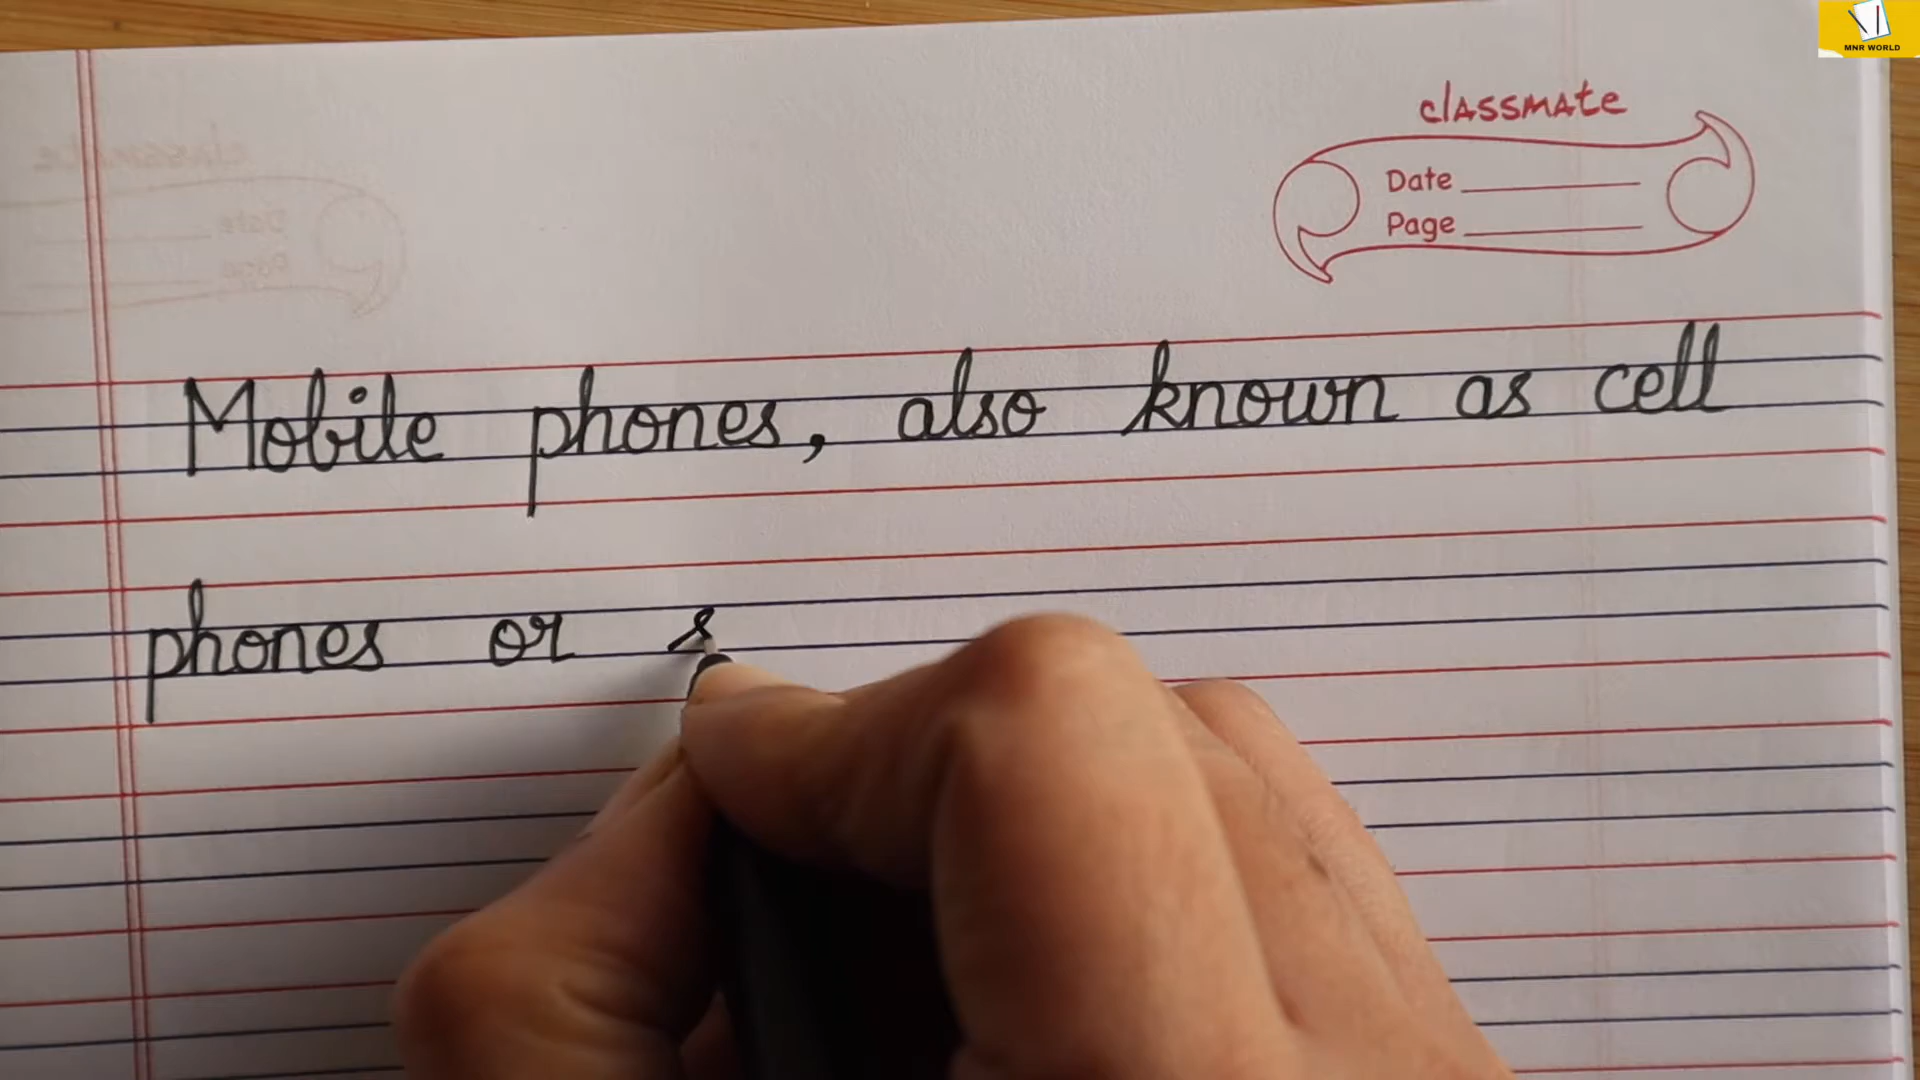 MNR WORLD
classmate
Date
Page
Mobile phones, also known as cell
phones or s